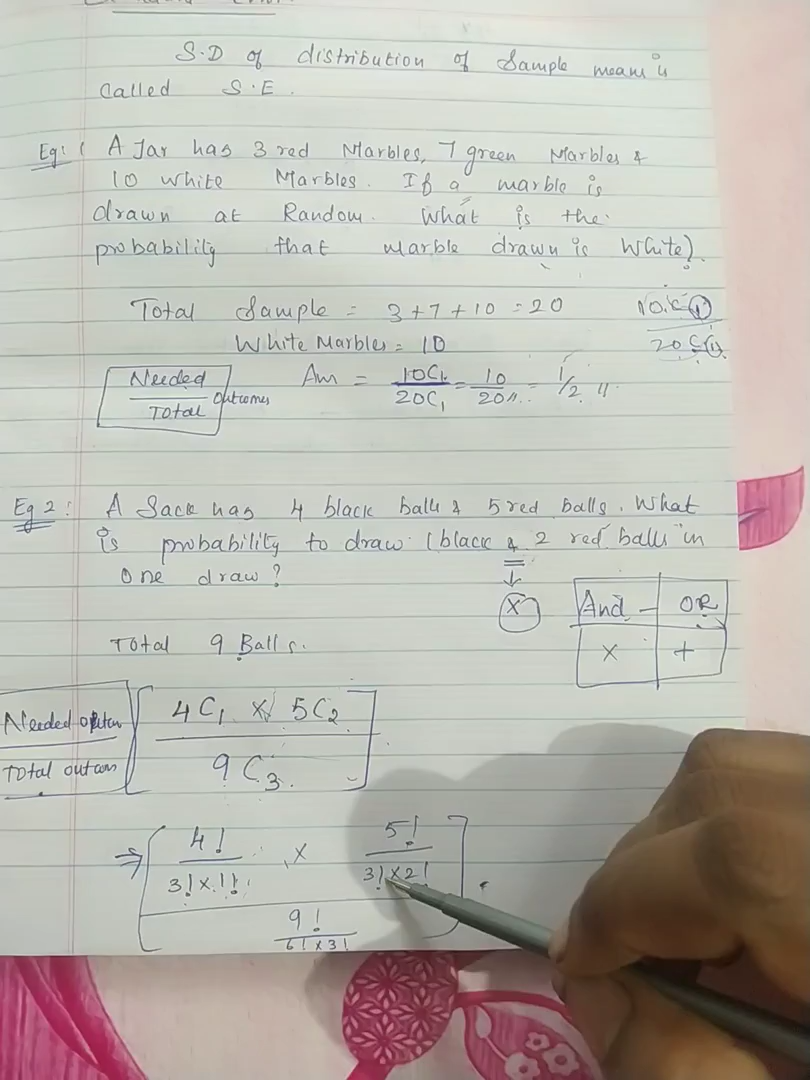 S.D of distribution of Sample means is
Called S.E.
Eg:1 A Jar has 3 red Marbles, 7 green Marbles &
10 white Marbles. If a marble is
drawn at Random. What is the
probability that marble drawn is White?
Total Sample = 3+7+10 = 20
10C1
White Marbles = 10
20C1
Needed
Total
Outcomes
Ans = 10C1/20C1 = 10/20 = 1/2 "
Eg 2: A Sack has 4 black balls & 5 red balls. What
is probability to draw 1 black & 2 red balls in
one draw?
X
And - OR
X +
Total 9 Balls.
Needed outcom
Total outcom
4C1 X 5C2
9C3
⇒ 4! X 5!
3! X 1! 3! X 2!
9!
6! X 3!